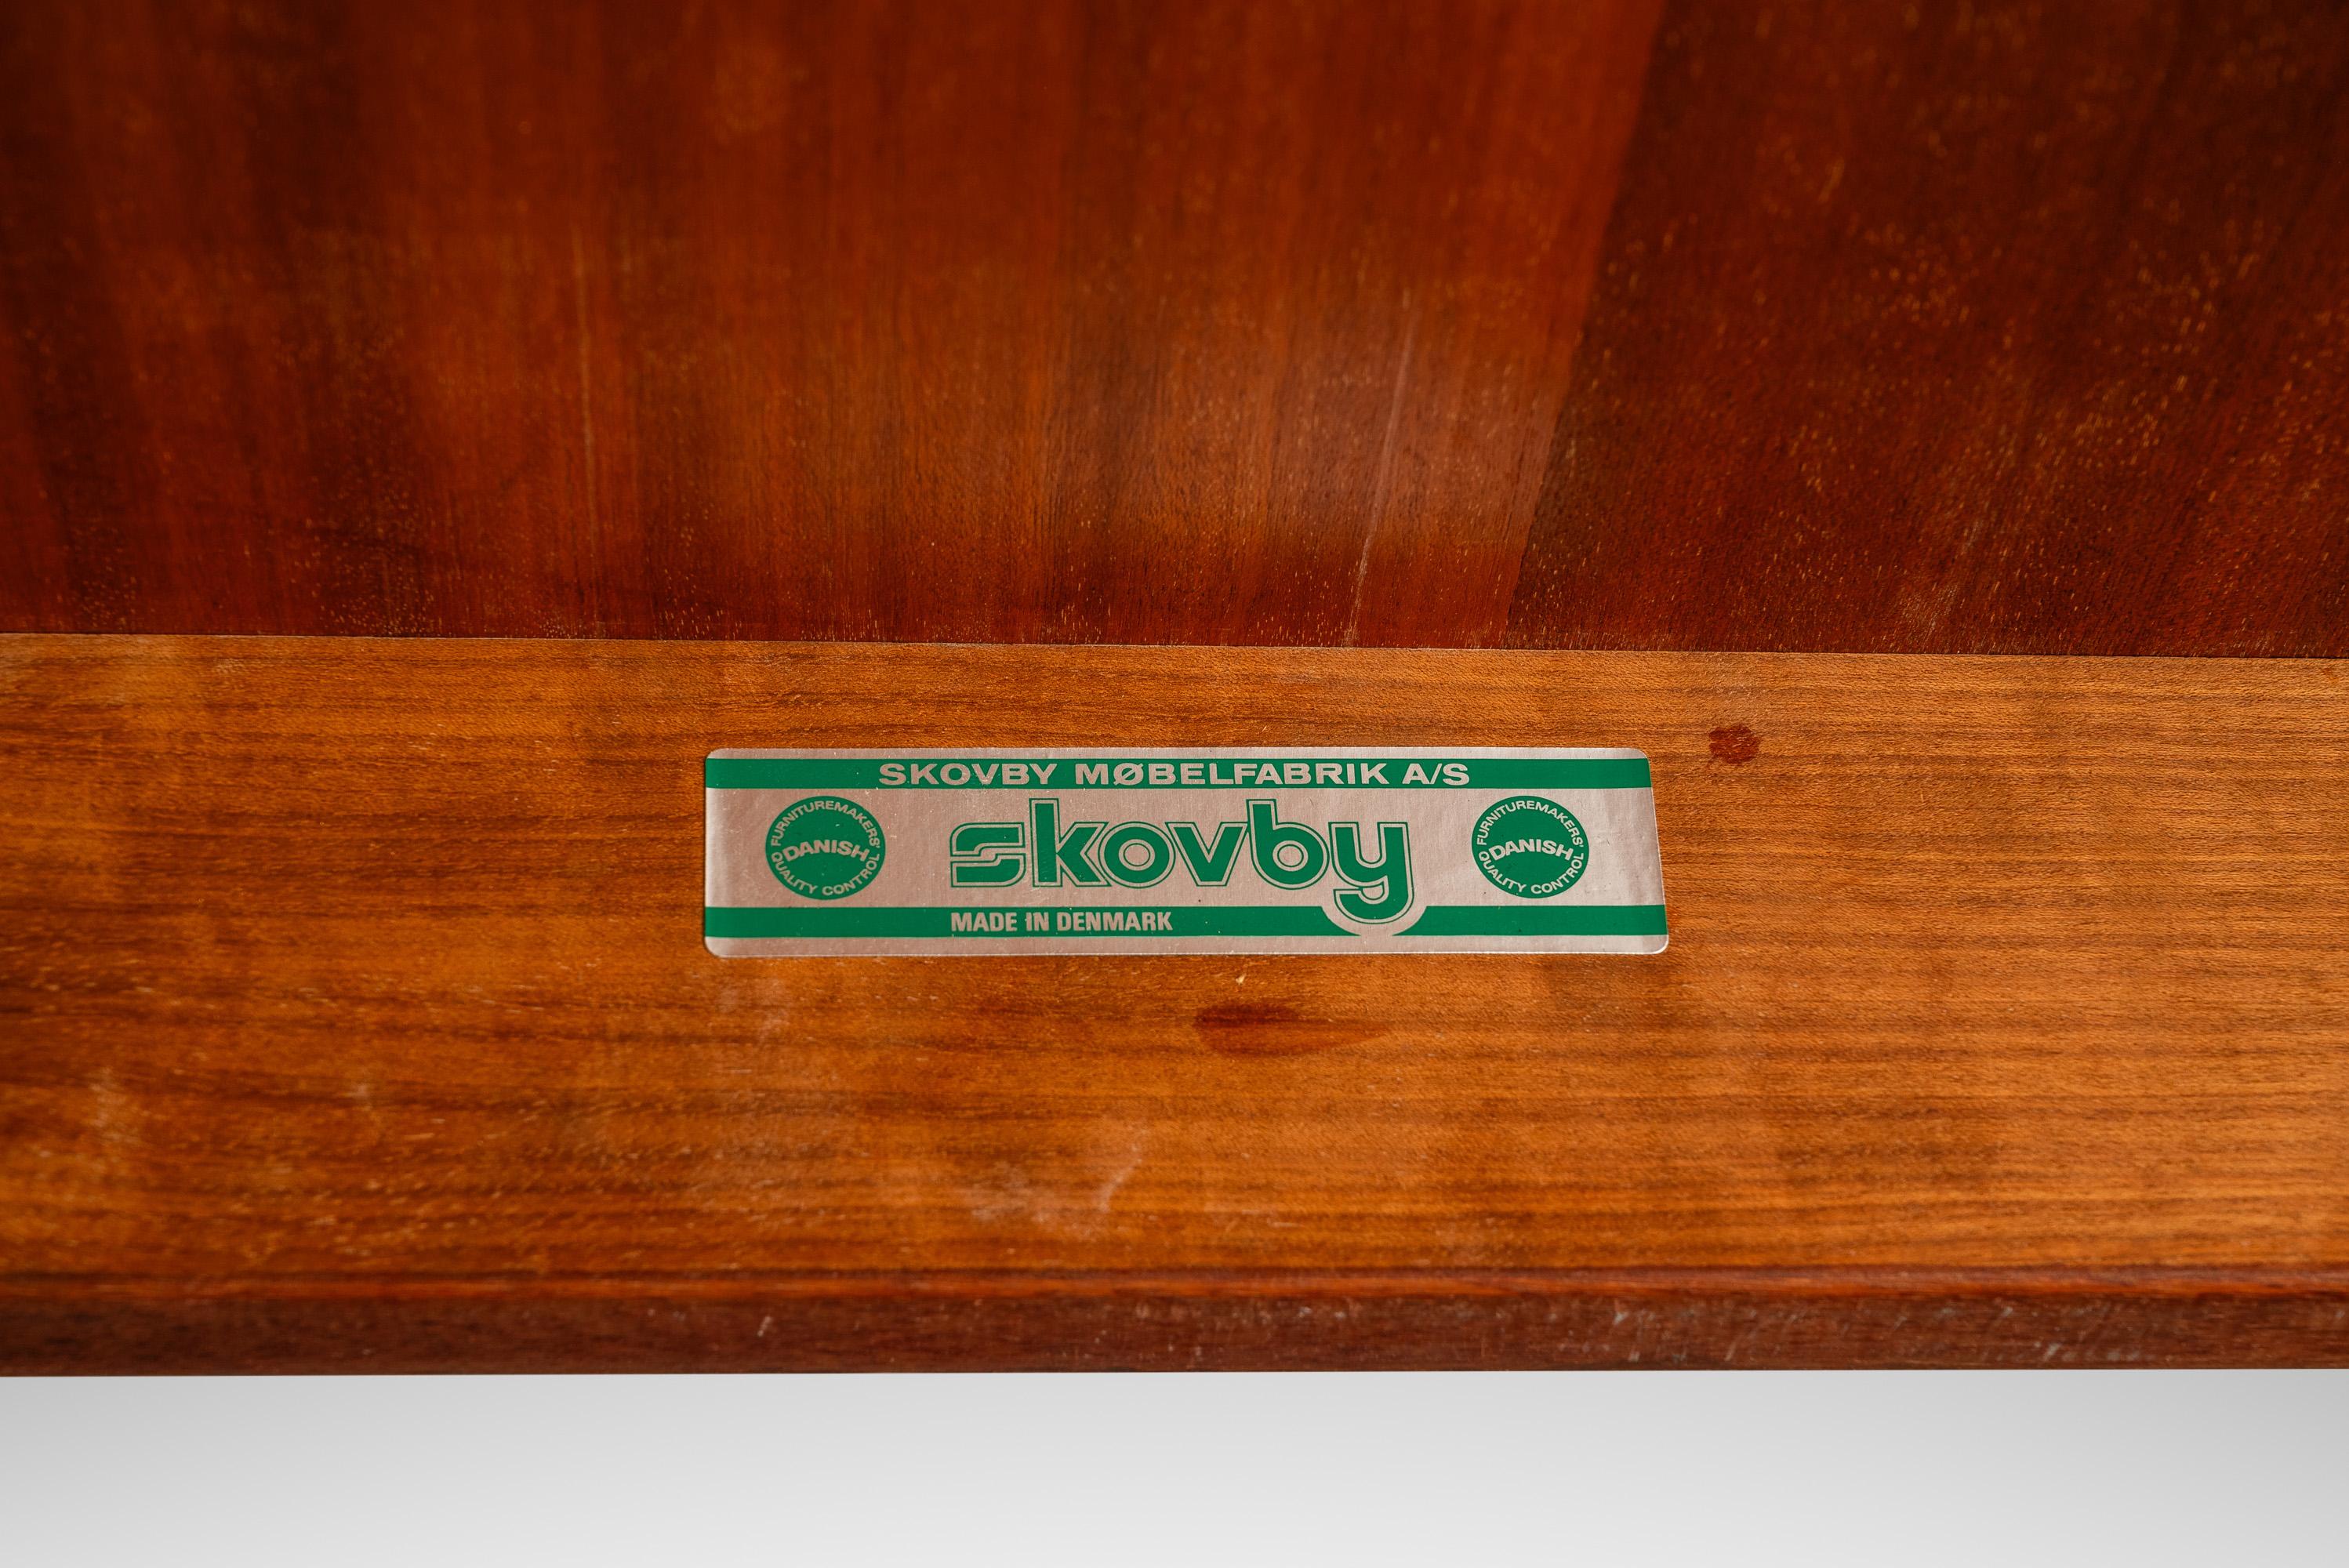 SKOVBY MØBELFABRIK A/S
FURNITUREMAKERS'
DANISH
QUALITY CONTROL
skovby
FURNITUREMAKERS'
DANISH
QUALITY CONTROL
MADE IN DENMARK